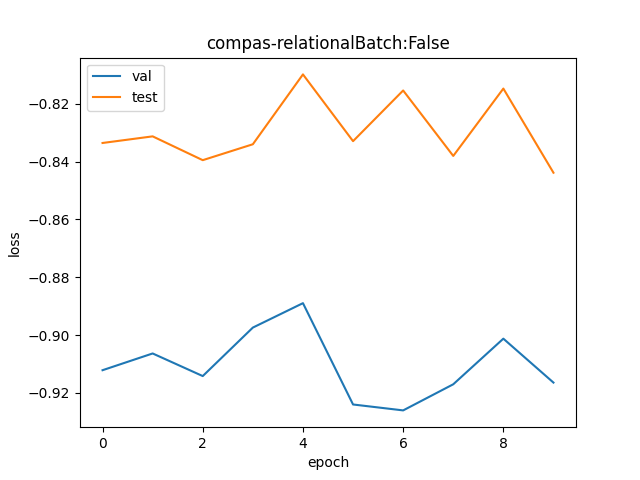 compas-relationalBatch:False
val
test
−0.82
−0.84
−0.86
−0.88
−0.90
−0.92
loss
0 2 4 6 8
epoch